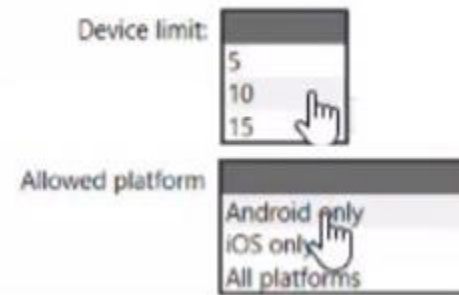 Device limit:
5
10
15
Allowed platform
Android only
iOS only
All platforms